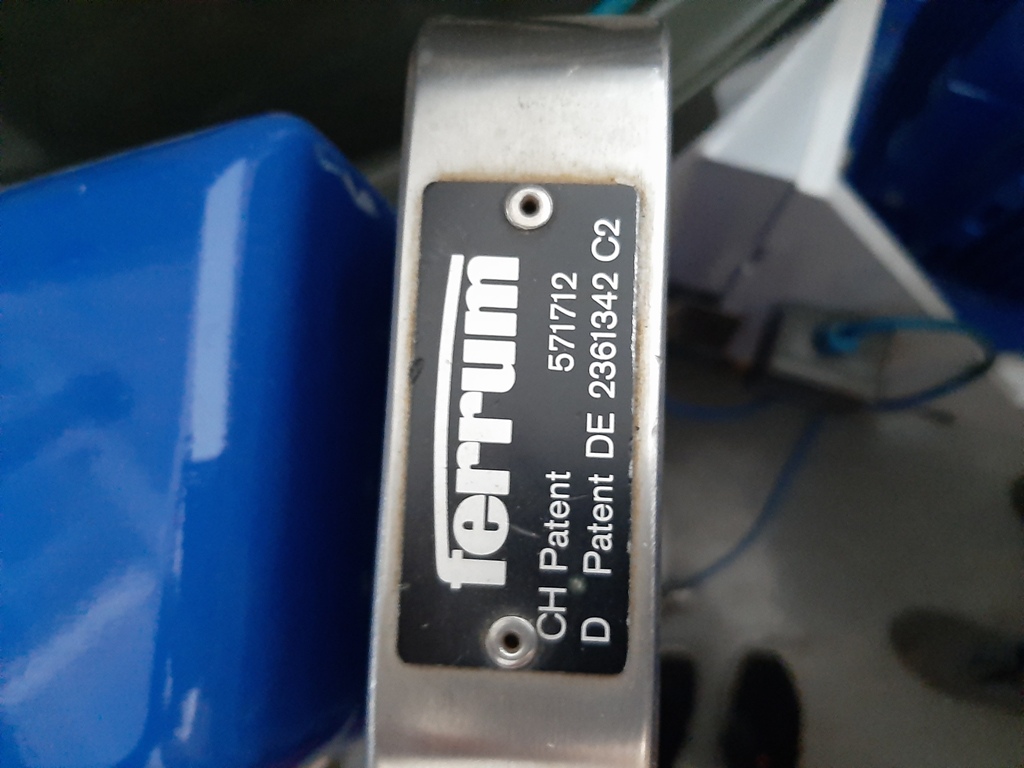 ferrum
CH Patent 571712
D Patent DE 2361342 C2